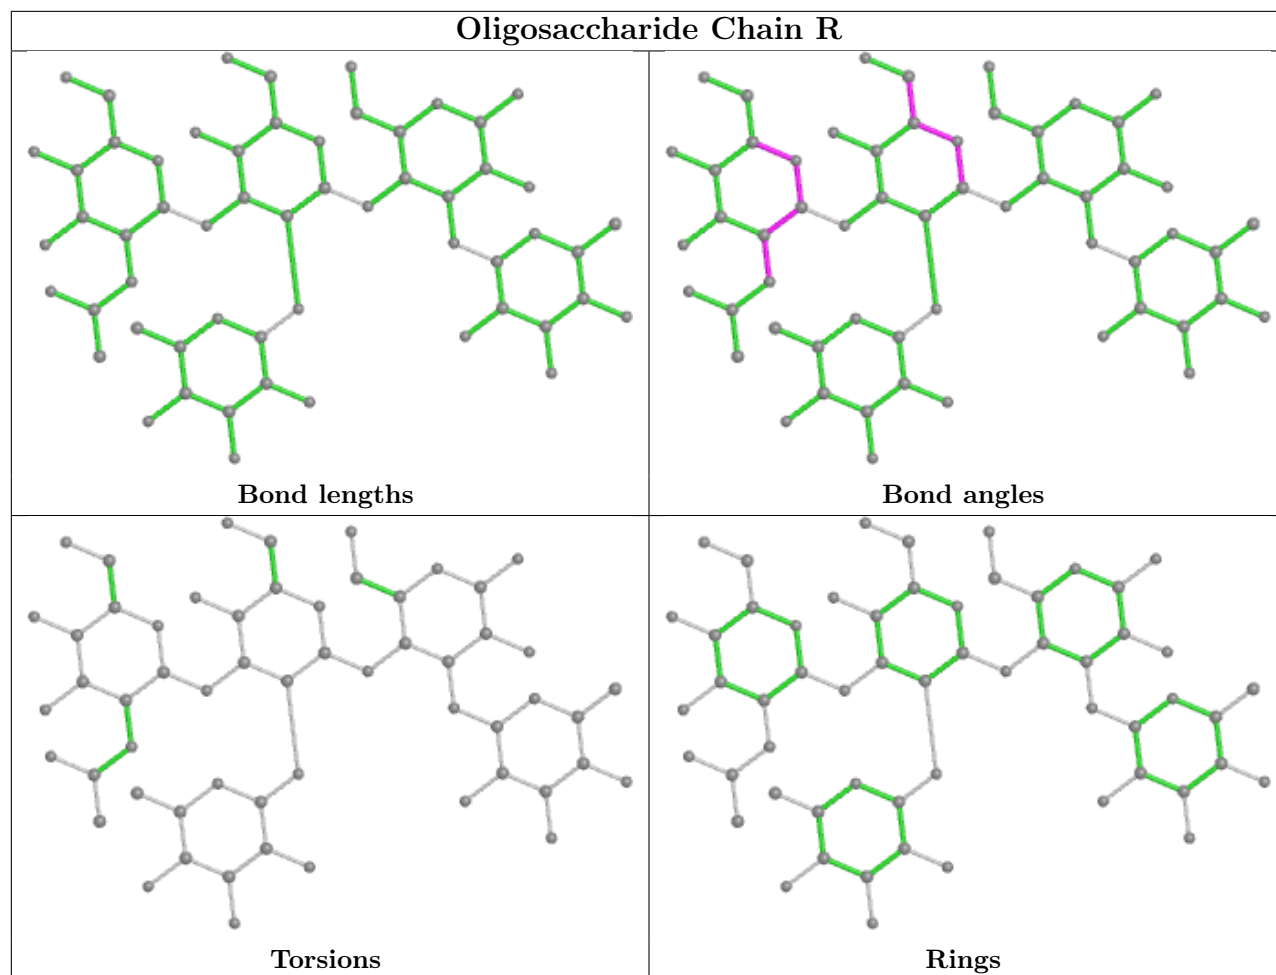 Oligosaccharide Chain R
Bond lengths
Bond angles
Torsions
Rings